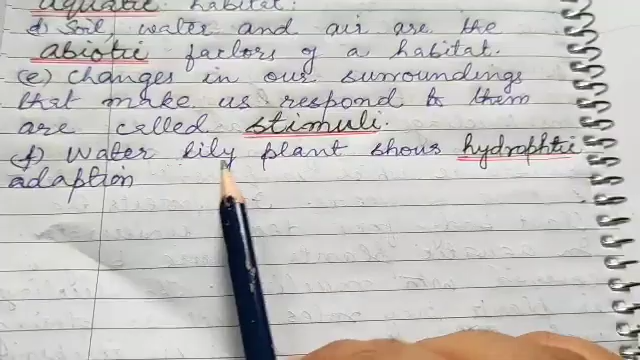 aquatic habitat.
d) Soil, water and air are the
abiotic factors of a habitat.
(e) Changes in our surroundings
that make us respond to them
are called stimuli.
(f) Water lily plant shows hydrophtic
adaption